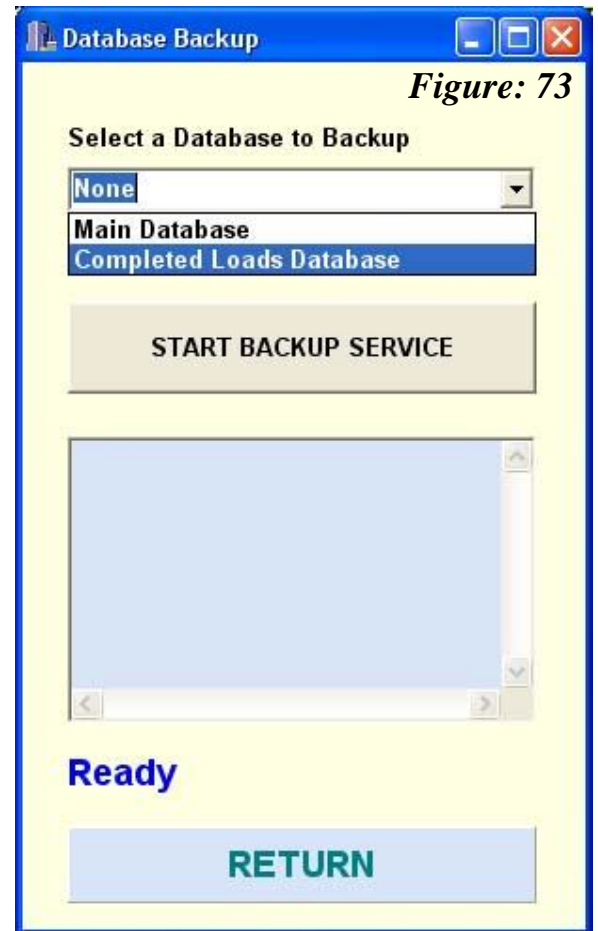 Database Backup
Figure: 73
Select a Database to Backup
None
Main Database
Completed Loads Database
START BACKUP SERVICE
Ready
RETURN